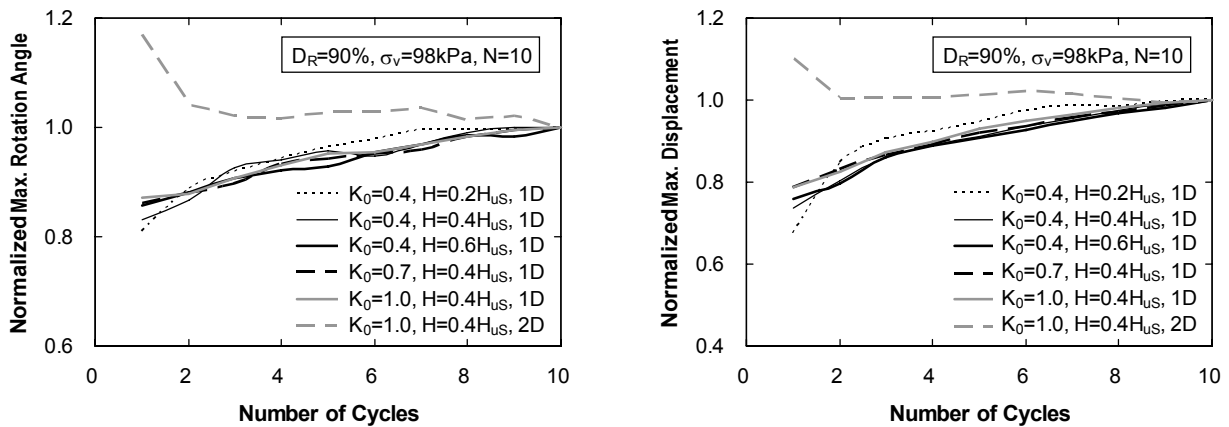 Normalized Max. Rotation Angle
1.2
1.0
0.8
0.6
D_R=90%, σ_v=98kPa, N=10
K_0=0.4, H=0.2H_uS, 1D
K_0=0.4, H=0.4H_uS, 1D
K_0=0.4, H=0.6H_uS, 1D
K_0=0.7, H=0.4H_uS, 1D
K_0=1.0, H=0.4H_uS, 1D
K_0=1.0, H=0.4H_uS, 2D
0 2 4 6 8 10
Number of Cycles
Normalized Max. Displacement
1.2
1.0
0.8
0.6
0.4
D_R=90%, σ_v=98kPa, N=10
K_0=0.4, H=0.2H_uS, 1D
K_0=0.4, H=0.4H_uS, 1D
K_0=0.4, H=0.6H_uS, 1D
K_0=0.7, H=0.4H_uS, 1D
K_0=1.0, H=0.4H_uS, 1D
K_0=1.0, H=0.4H_uS, 2D
0 2 4 6 8 10
Number of Cycles